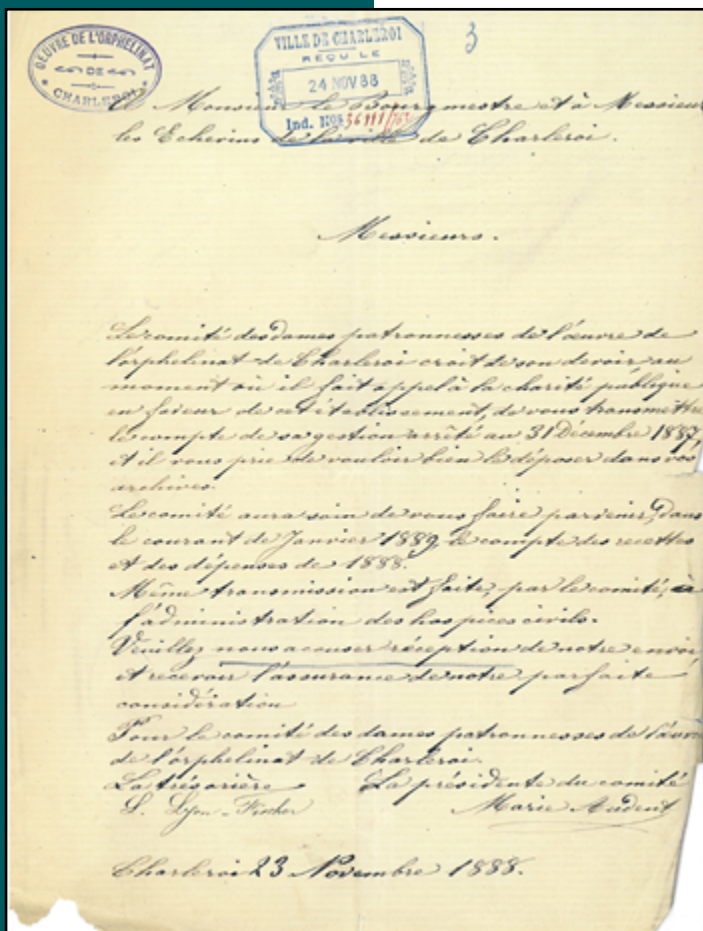 OEUVRE DE L'ORPHELINAT
DE
CHARLEROI
VILLE DE CHARLEROI
REÇU LE
24 NOV 88
Ind. Nos
3
A Monsieur le Bourgmestre et à Messieurs
les Echevins de la ville de Charleroi.
Messieurs.
Le comité des dames patronnesses de l'œuvre de
l'orphelinat de Charleroi croit de son devoir au
moment où il fait appel à la charité publique
en faveur de cet établissement, de vous transmettre
le compte de sa gestion arrêté au 31 Décembre 1887,
et il vous prie de vouloir bien le déposer dans vos
archives.
Le comité aura soin de vous faire parvenir, dans
le courant de Janvier 1889, le compte des recettes
et des dépenses de 1888.
Même transmission est faite, par le comité, à
l'administration des hospices civils.
Veuillez nous accuser réception de notre envoi
et recevoir l'assurance de notre parfaite
considération
Pour le comité des dames patronnesses de l'œuvre
de l'orphelinat de Charleroi.
La trésorière La présidente du comité
L. Marie Audent
Charleroi 23 Novembre 1888.